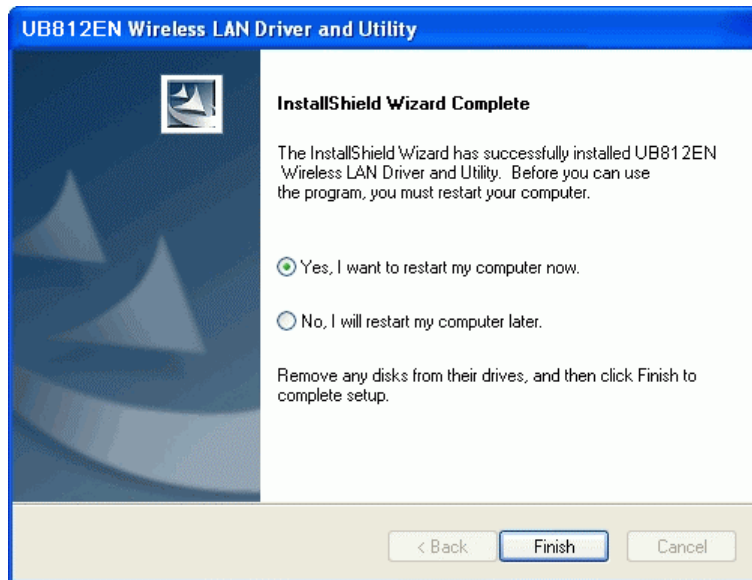 UB812EN Wireless LAN Driver and Utility
InstallShield Wizard Complete
The InstallShield Wizard has successfully installed UB812EN
Wireless LAN Driver and Utility. Before you can use
the program, you must restart your computer.
Yes, I want to restart my computer now.
No, I will restart my computer later.
Remove any disks from their drives, and then click Finish to
complete setup.
< Back Finish Cancel